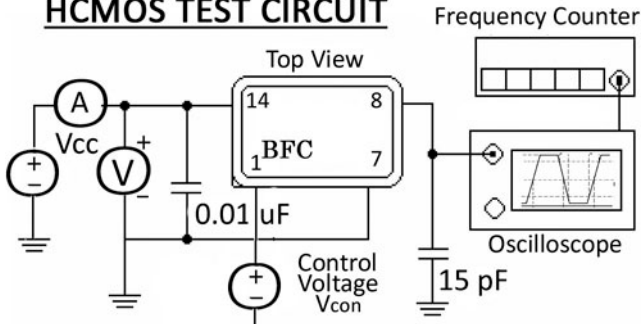 HCMOS TEST CIRCUIT
Frequency Counter
Top View
14 8
A
Vcc
+
V
-
+
-
1 BFC 7
0.01 uF
Oscilloscope
+
-
Control
Voltage
Vcon
15 pF